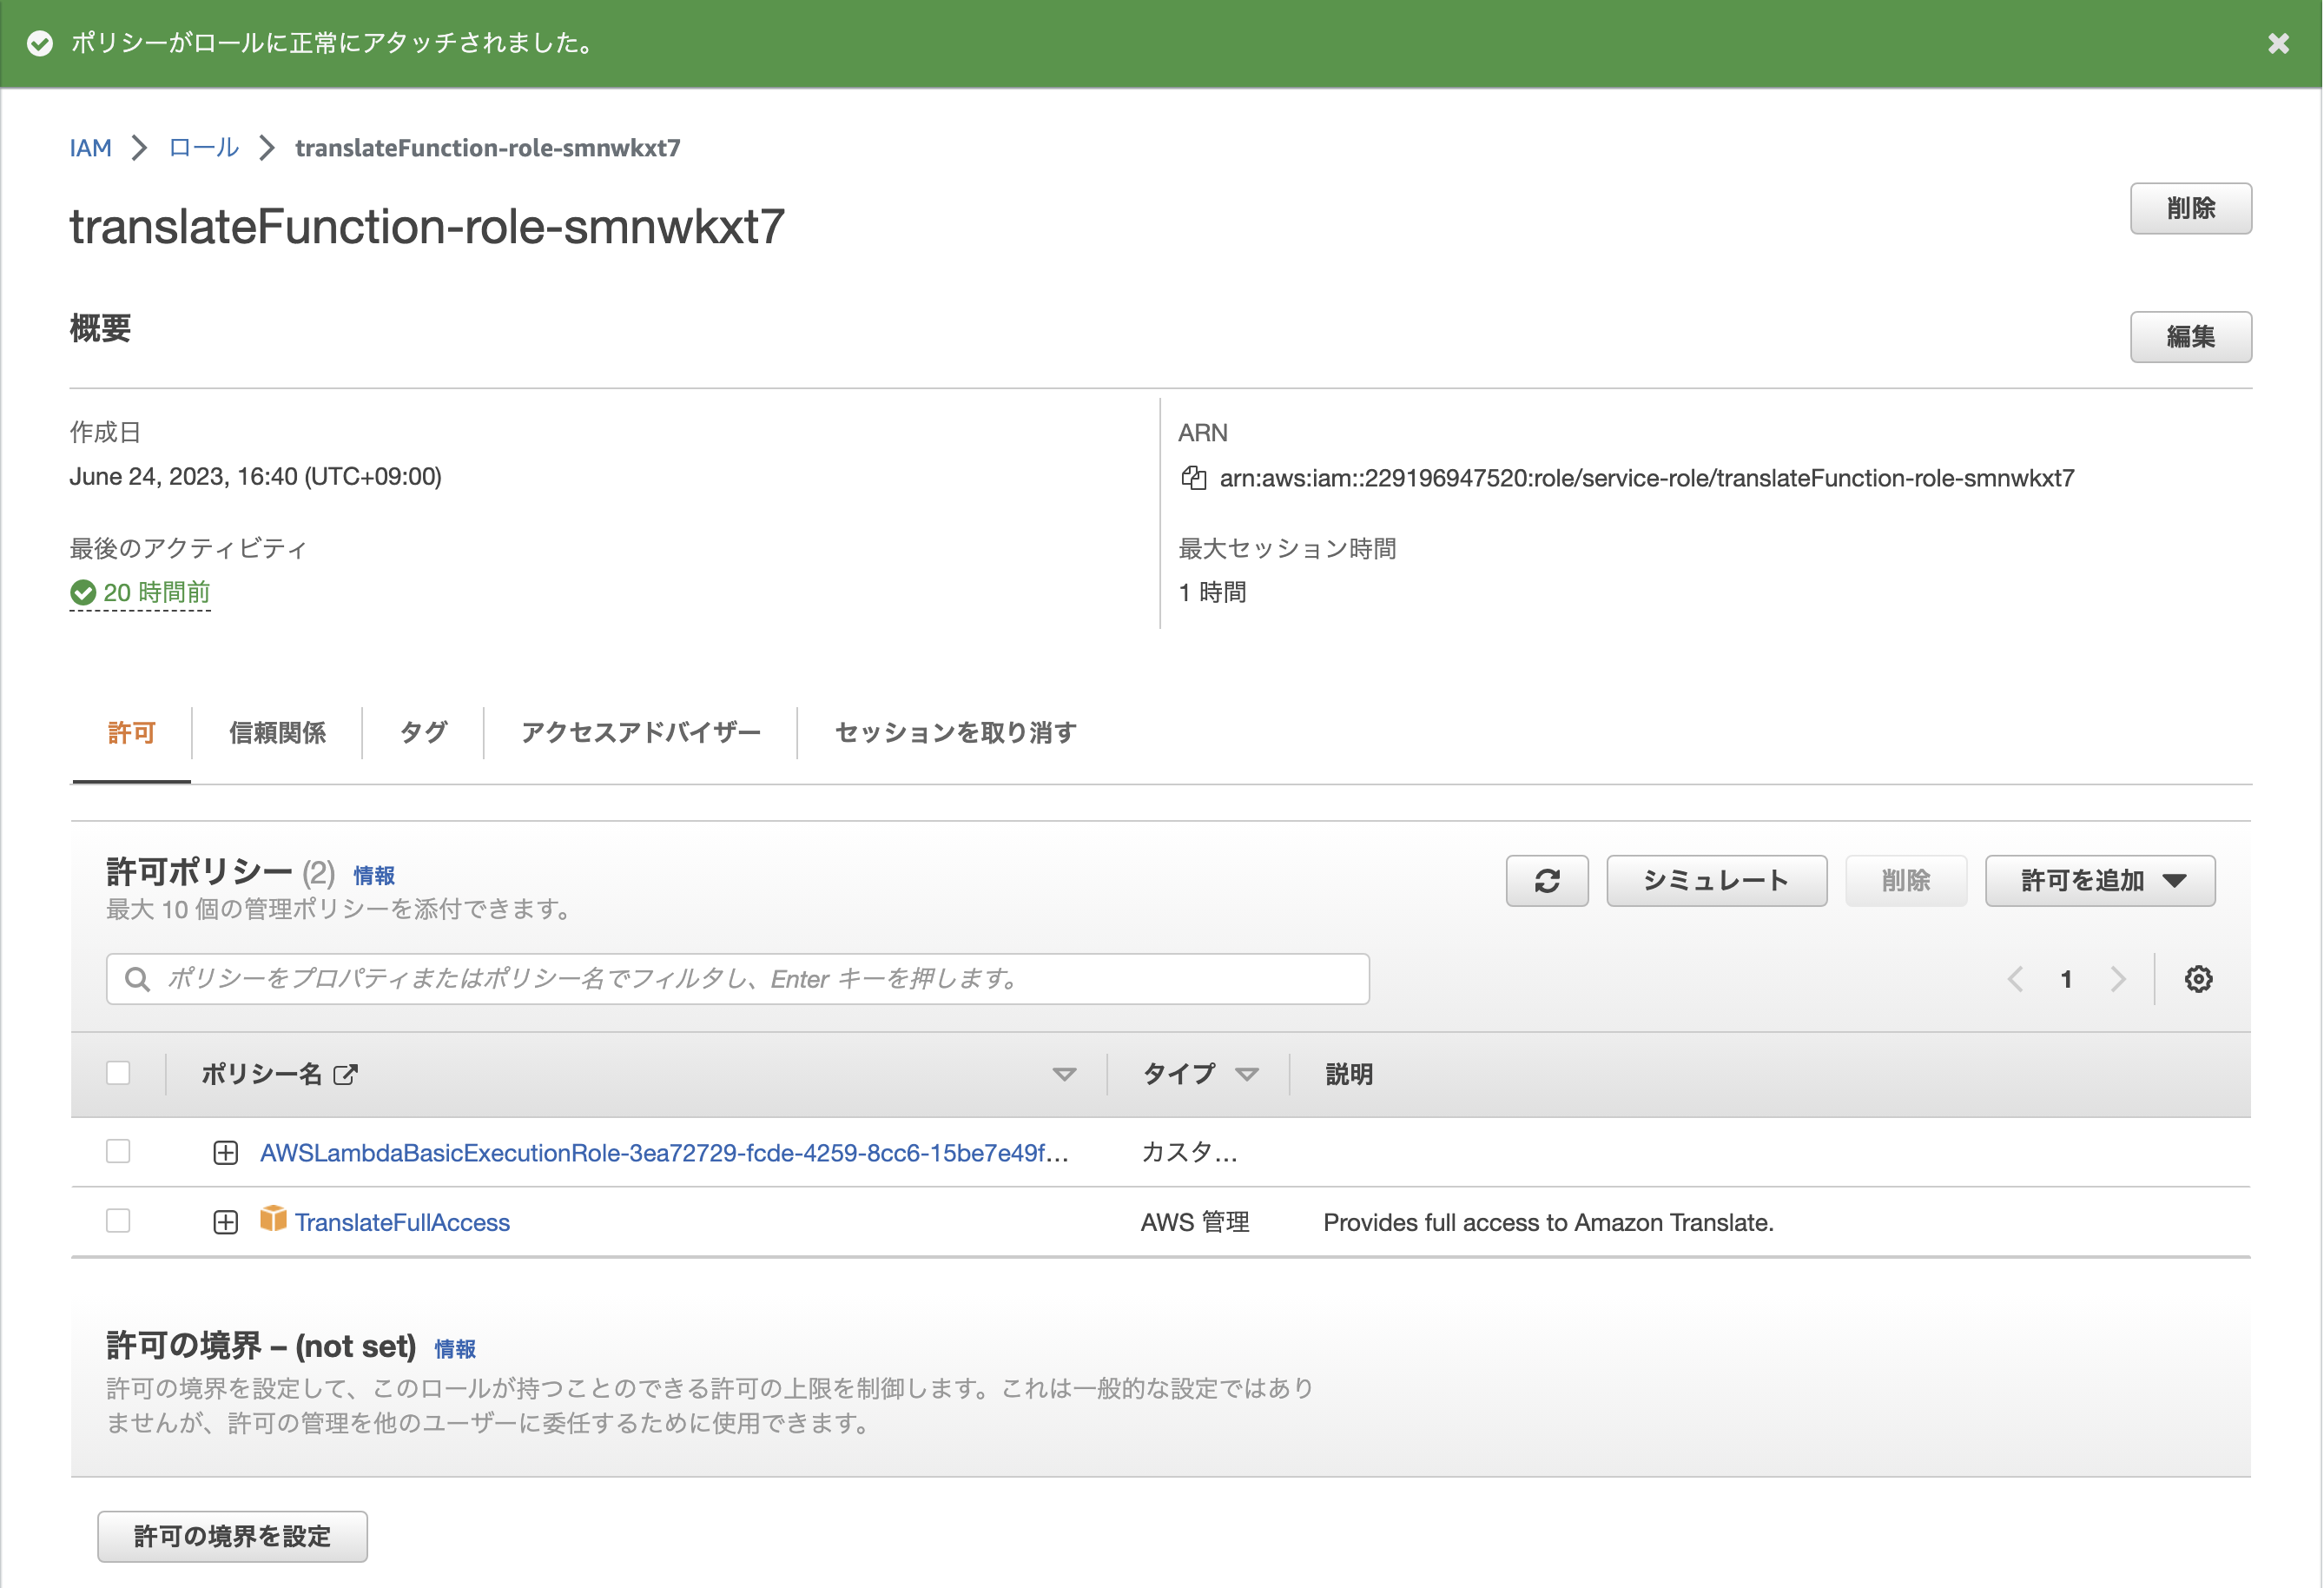 ポリシーがロールに正常にアタッチされました。
IAM ロール translateFunction-role-smnwkxt7
translateFunction-role-smnwkxt7
削除
概要
編集
作成日
June 24, 2023, 16:40 (UTC+09:00)
ARN
arn:aws:iam::229196947520:role/service-role/translateFunction-role-smnwkxt7
最後のアクティビティ
20 時間前
最大セッション時間
1 時間
許可 信頼関係 タグ アクセスアドバイザー セッションを取り消す
許可ポリシー (2) 情報
最大 10 個の管理ポリシーを添付できます。
シミュレート 削除 許可を追加
ポリシーをプロパティまたはポリシー名でフィルタし、Enter キーを押します。
1
ポリシー名 タイプ 説明
AWSLambdaBasicExecutionRole-3ea72729-fcde-4259-8cc6-15be7e49f... カスタ...
TranslateFullAccess AWS 管理 Provides full access to Amazon Translate.
許可の境界 – (not set) 情報
許可の境界を設定して、このロールが持つことのできる許可の上限を制御します。これは一般的な設定ではあり
ませんが、許可の管理を他のユーザーに委任するために使用できます。
許可の境界を設定